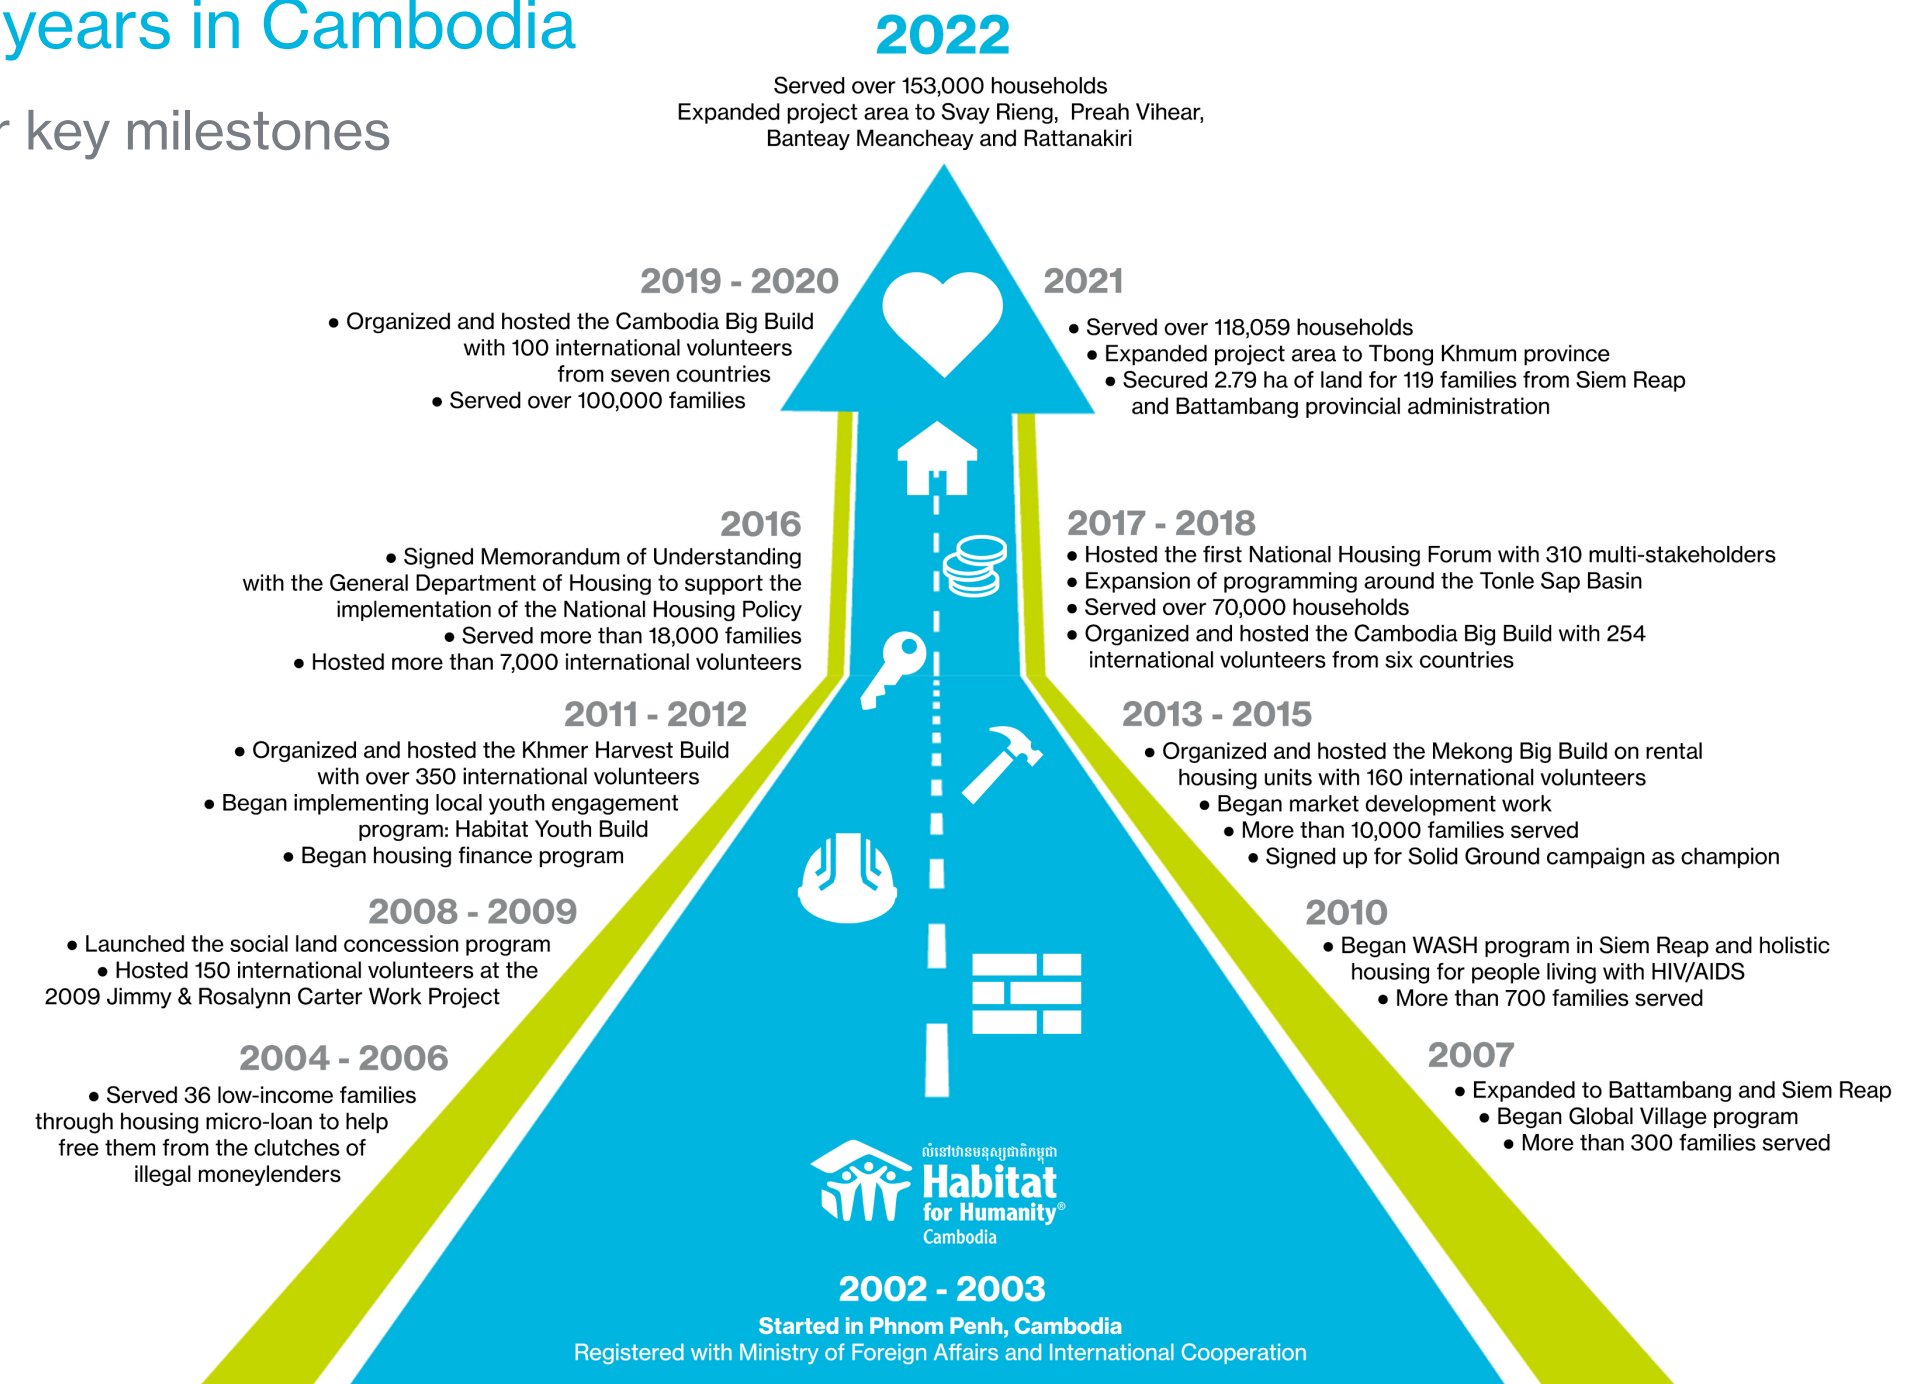 years in Cambodia
key milestones
2022
Served over 153,000 households
Expanded project area to Svay Rieng, Preah Vihear,
Banteay Meancheay and Rattanakiri
2019 - 2020
● Organized and hosted the Cambodia Big Build
with 100 international volunteers
from seven countries
● Served over 100,000 families
2021
● Served over 118,059 households
● Expanded project area to Tbong Khmum province
● Secured 2.79 ha of land for 119 families from Siem Reap
and Battambang provincial administration
2016
● Signed Memorandum of Understanding
with the General Department of Housing to support the
implementation of the National Housing Policy
● Served more than 18,000 families
● Hosted more than 7,000 international volunteers
2017 - 2018
● Hosted the first National Housing Forum with 310 multi-stakeholders
● Expansion of programming around the Tonle Sap Basin
● Served over 70,000 households
● Organized and hosted the Cambodia Big Build with 254
international volunteers from six countries
2011 - 2012
● Organized and hosted the Khmer Harvest Build
with over 350 international volunteers
● Began implementing local youth engagement
program: Habitat Youth Build
● Began housing finance program
2013 - 2015
● Organized and hosted the Mekong Big Build on rental
housing units with 160 international volunteers
● Began market development work
● More than 10,000 families served
● Signed up for Solid Ground campaign as champion
2008 - 2009
● Launched the social land concession program
● Hosted 150 international volunteers at the
2009 Jimmy & Rosalynn Carter Work Project
2010
● Began WASH program in Siem Reap and holistic
housing for people living with HIV/AIDS
● More than 700 families served
2004 - 2006
● Served 36 low-income families
through housing micro-loan to help
free them from the clutches of
illegal moneylenders
2007
● Expanded to Battambang and Siem Reap
● Began Global Village program
● More than 300 families served
លំនៅឋានមនុស្សជាតិកម្ពុជា
Habitat
for Humanity®
Cambodia
2002 - 2003
Started in Phnom Penh, Cambodia
Registered with Ministry of Foreign Affairs and International Cooperation